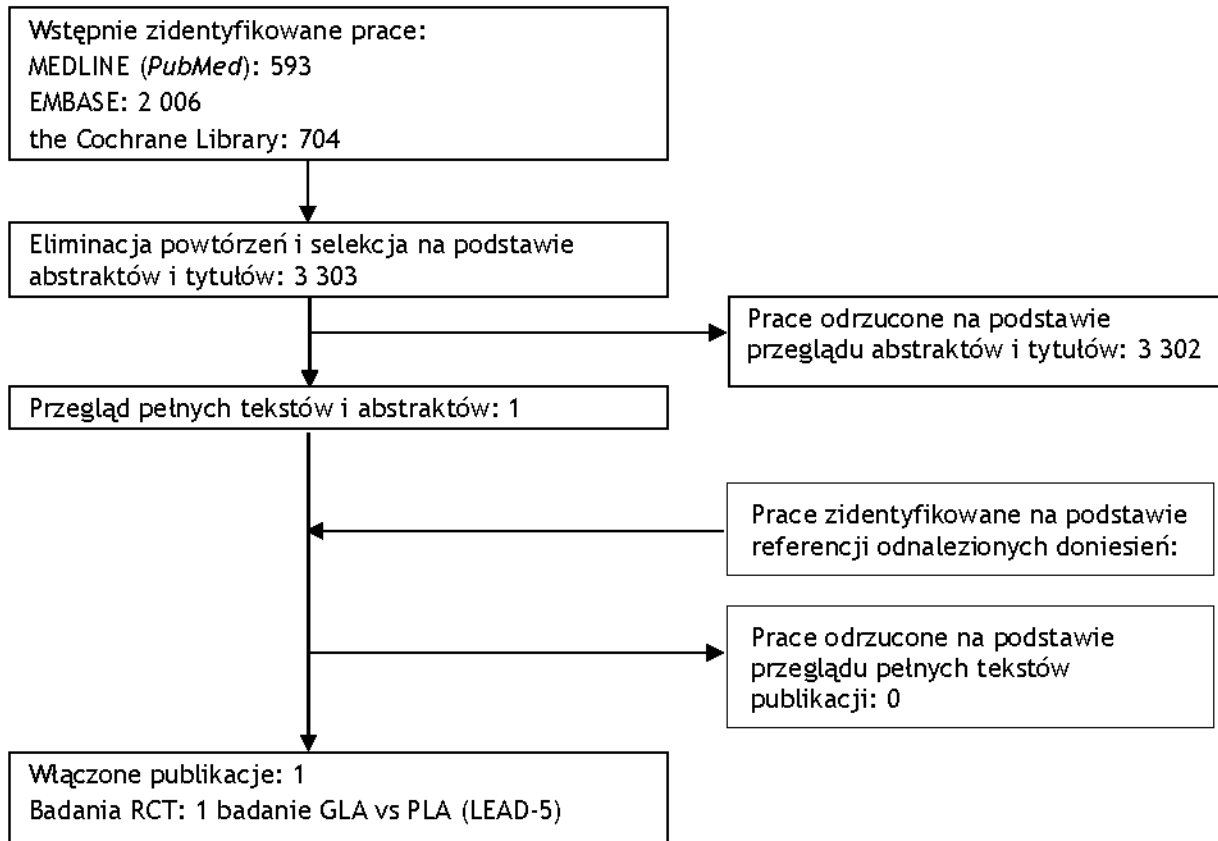 Wstępnie zidentyfikowane prace:
MEDLINE (PubMed): 593
EMBASE: 2 006
the Cochrane Library: 704
Eliminacja powtórzeń i selekcja na podstawie
abstraktów i tytułów: 3 303
Prace odrzucone na podstawie
przeglądu abstraktów i tytułów: 3 302
Przegląd pełnych tekstów i abstraktów: 1
Prace zidentyfikowane na podstawie
referencji odnalezionych doniesień:
Prace odrzucone na podstawie
przeglądu pełnych tekstów
publikacji: 0
Włączone publikacje: 1
Badania RCT: 1 badanie GLA vs PLA (LEAD-5)